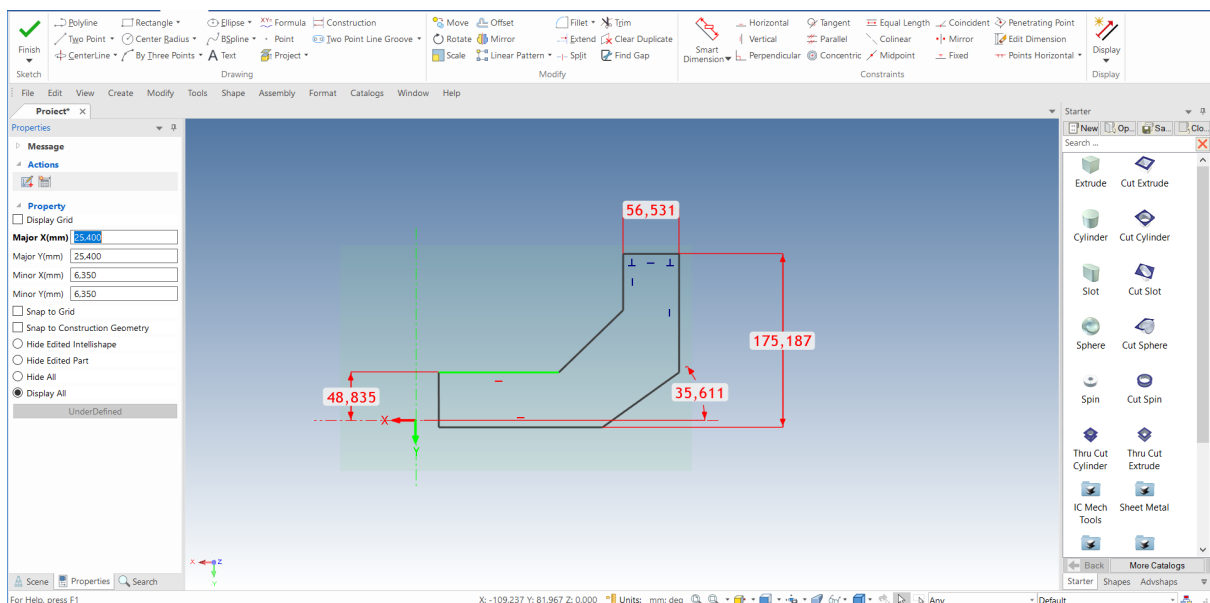 Polyline Rectangle Ellipse XY= Formula Construction Move Offset Fillet Trim Horizontal Tangent Equal Length Coincident Penetrating Point
Two Point Center Radius BSpline Point Two Point Line Groove Rotate Mirror Extend Clear Duplicate Vertical Parallel Colinear Mirror Edit Dimension
CenterLine By Three Points A Text Project Scale Linear Pattern Split Find Gap Perpendicular Concentric Midpoint Fixed Points Horizontal
Finish
Smart
Dimension
Display
Sketch Drawing Modify Constraints Display
File Edit View Create Modify Tools Shape Assembly Format Catalogs Window Help
Project*
Starter
Properties
New Op... Sa... Clo...
Message
Search ...
Actions
Property
Display Grid
Major X(mm) 25,400
Major Y(mm) 25,400
Minor X(mm) 6,350
Minor Y(mm) 6,350
Snap to Grid
Snap to Construction Geometry
Hide Edited Intellishape
Hide Edited Part
Hide All
Display All
UnderDefined
56,531
175,187
48,835
35,611
X
Y
X
Z
Y
Extrude Cut Extrude
Cylinder Cut Cylinder
Slot Cut Slot
Sphere Cut Sphere
Spin Cut Spin
Thru Cut Cylinder
Thru Cut Extrude
IC Mech Tools
Sheet Metal
Back More Catalogs
Scene Properties Search
Starter Shapes Advshaps
For Help, press F1
X: -109.237 Y: 81.967 Z: 0.000 Units: mm; deg Any Default